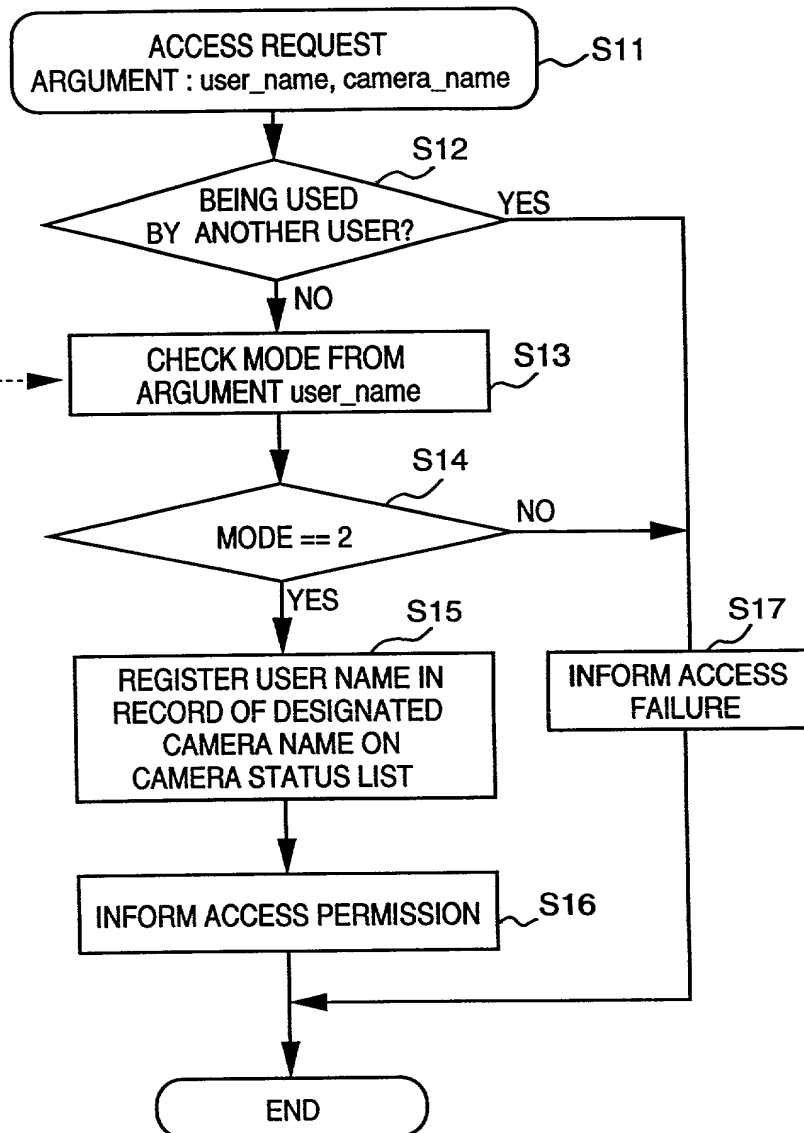 ACCESS REQUEST
ARGUMENT : user_name, camera_name
S11
S12
BEING USED
BY ANOTHER USER?
YES
NO
CHECK MODE FROM
ARGUMENT user_name
S13
S14
MODE == 2
NO
YES
S15
REGISTER USER NAME IN
RECORD OF DESIGNATED
CAMERA NAME ON
CAMERA STATUS LIST
S17
INFORM ACCESS
FAILURE
INFORM ACCESS PERMISSION
S16
END